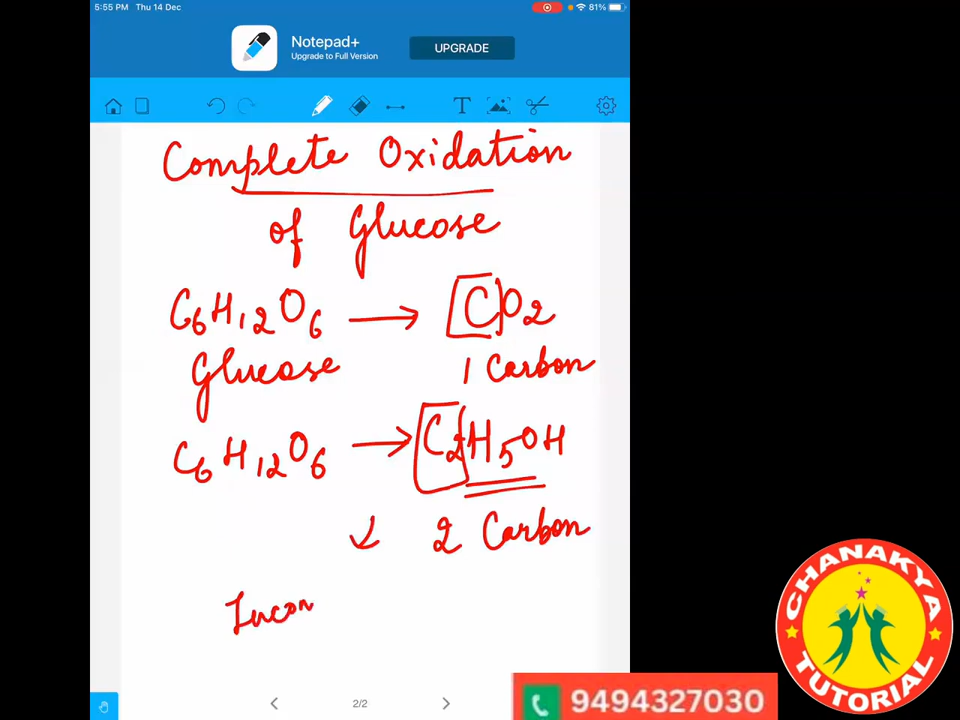 5:55 PM Thu 14 Dec
81%
Notepad+
Upgrade to Full Version
UPGRADE
T
Complete Oxidation
of Glucose
C6H12O6 → [C]O2
Glucose 1 Carbon
C6H12O6 → [C2H5OH
2 Carbon
Incom
2/2
9494327030
CHANAKYA
TUTORIAL